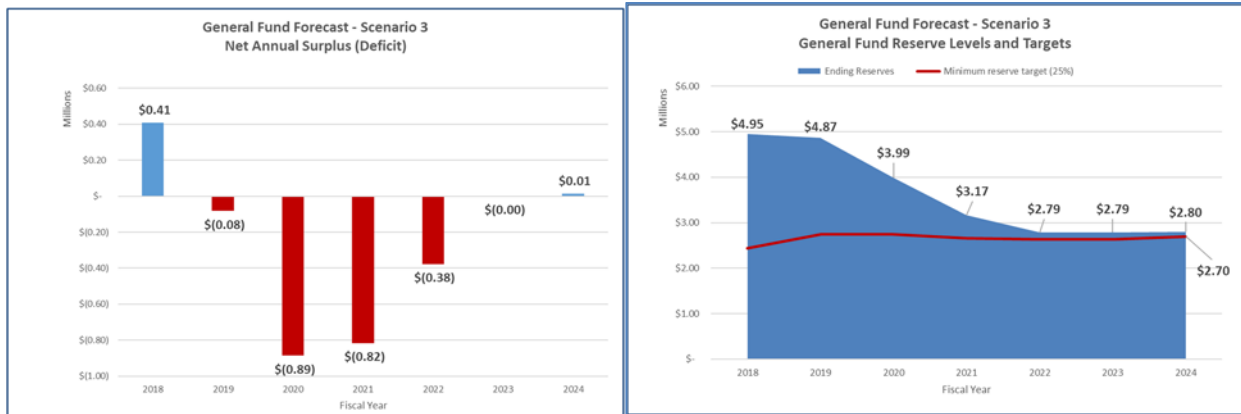 General Fund Forecast - Scenario 3
Net Annual Surplus (Deficit)
Millions
$0.60
$0.40
$0.20
$-
$(0.20)
$(0.40)
$(0.60)
$(0.80)
$(1.00)
$0.41
$(0.08)
$(0.89)
$(0.82)
$(0.38)
$(0.00)
$0.01
2018 2019 2020 2021 2022 2023 2024
Fiscal Year
General Fund Forecast - Scenario 3
General Fund Reserve Levels and Targets
Ending Reserves Minimum reserve target (25%)
Millions
$6.00
$5.00
$4.00
$3.00
$2.00
$1.00
$-
$4.95
$4.87
$3.99
$3.17
$2.79
$2.79
$2.80
$2.70
2018 2019 2020 2021 2022 2023 2024
Fiscal Year